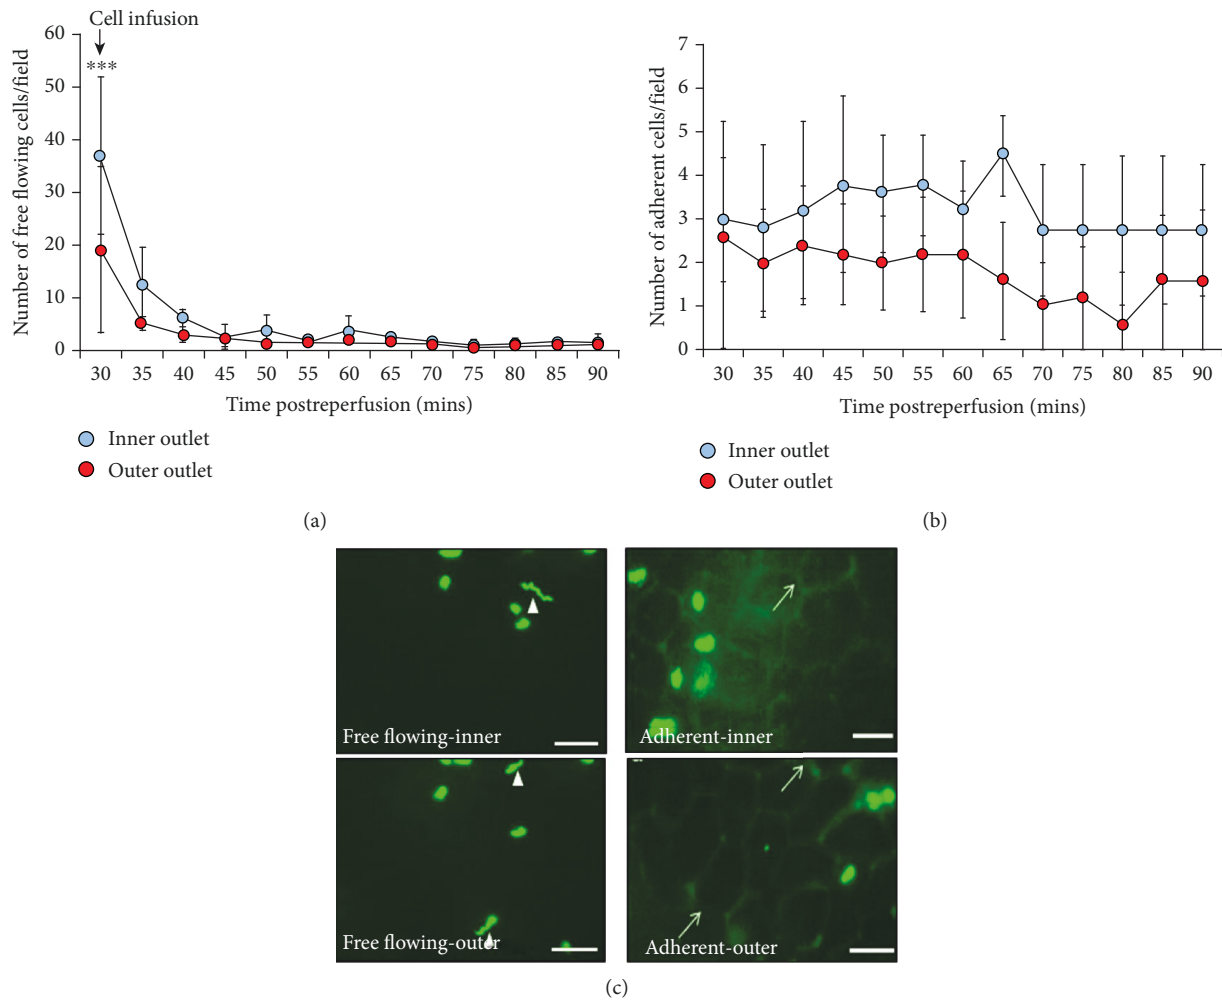 Cell infusion
***
Number of free flowing cells/field
60
50
40
30
20
10
0
30 35 40 45 50 55 60 65 70 75 80 85 90
Time postreperfusion (mins)
Inner outlet
Outer outlet
(a)
Number of adherent cells/field
7
6
5
4
3
2
1
0
30 35 40 45 50 55 60 65 70 75 80 85 90
Time postreperfusion (mins)
Inner outlet
Outer outlet
(b)
Free flowing-inner
Adherent-inner
Free flowing-outer
Adherent-outer
(c)